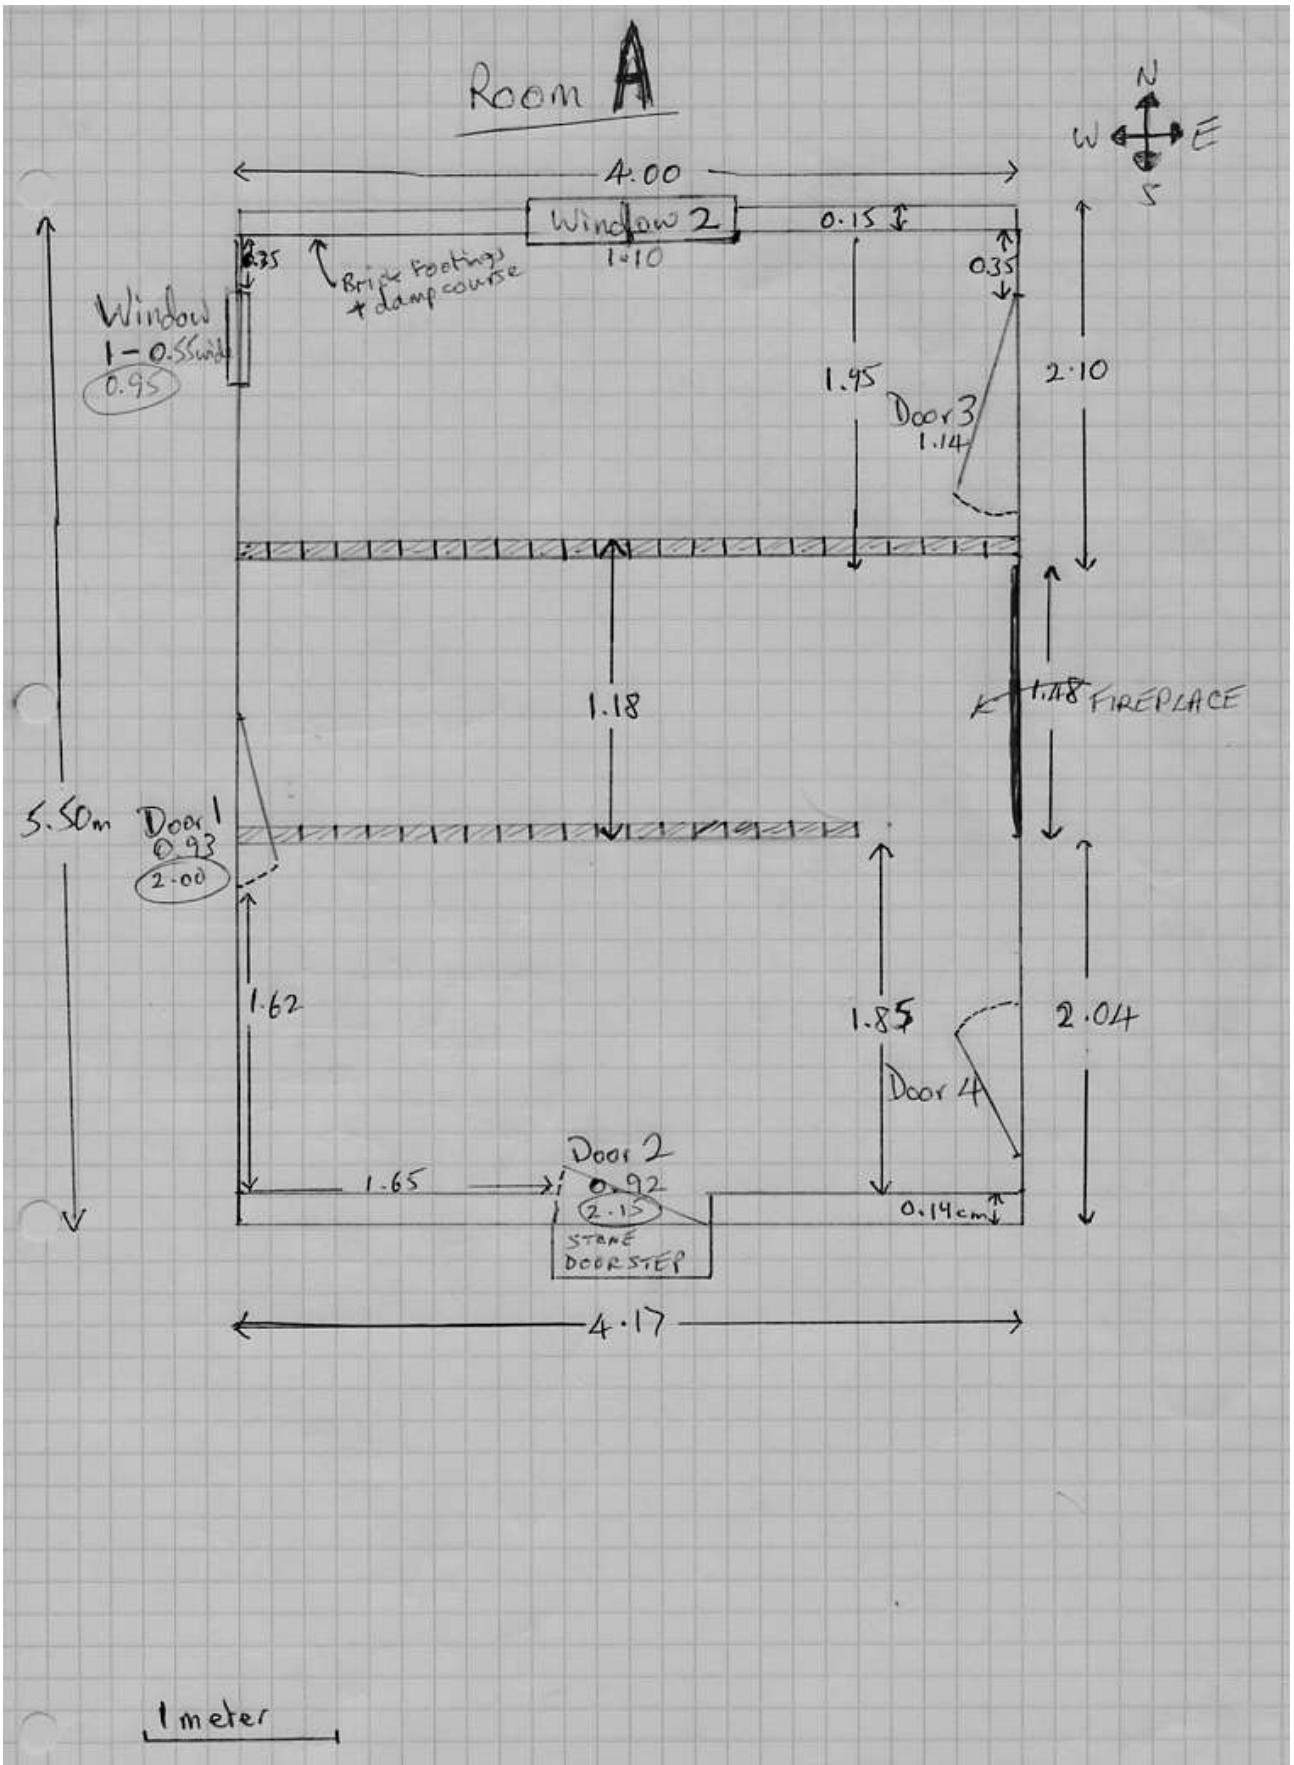 Room A
N
W E
S
4.00
Window 2
1.10
0.15
0.35
0.35
Brick Footings
+ damp course
Window
1 - 0.55wide
0.95
1.95
2.10
Door 3
1.14
1.18
1.48 FIREPLACE
5.50m
Door 1
0.93
2.00
1.62
1.85
2.04
Door 4
Door 2
1.65
0.92
2.15
0.14cm
STONE
DOORSTEP
4.17
1 meter